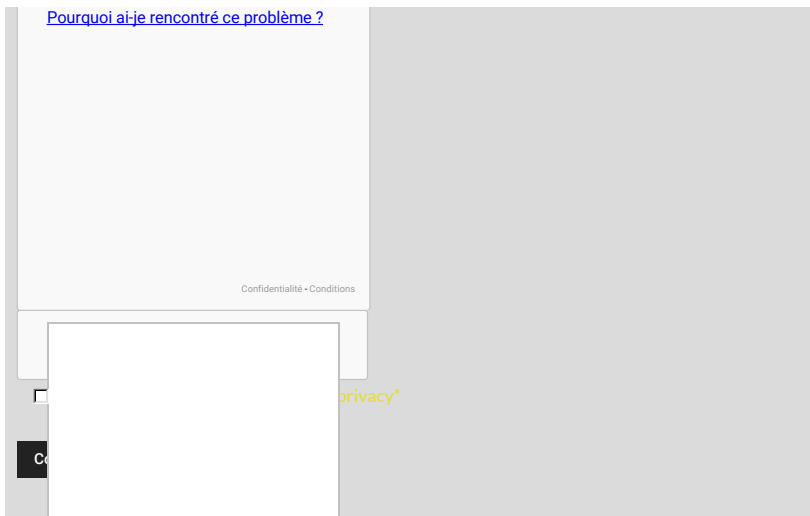 Pourquoi ai-je rencontré ce problème ?
Confidentialité - Conditions
privacy*